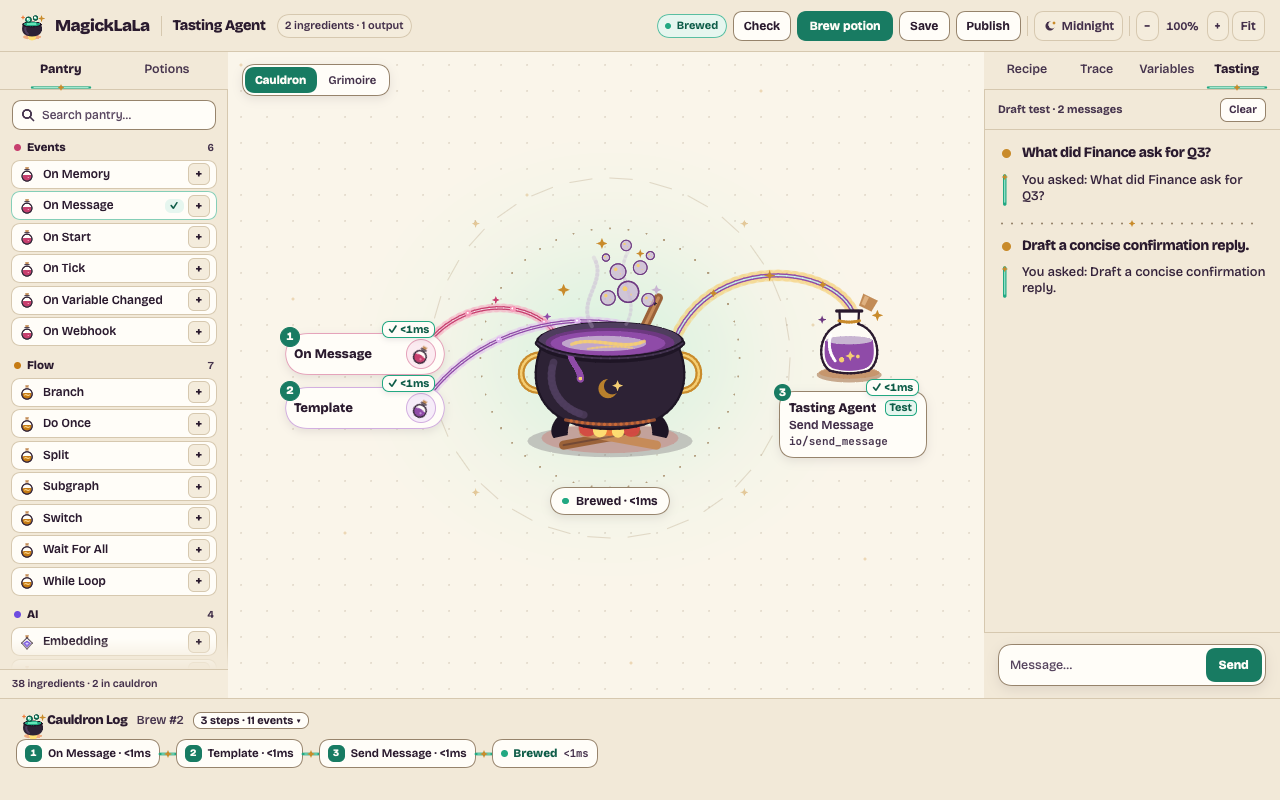 MagickLaLa
Tasting Agent
2 ingredients · 1 output
Brewed
Check
Brew potion
Save
Publish
Midnight
−
100%
+
Fit
Pantry
Potions
Search pantry...
Events 6
On Memory +
On Message +
On Start +
On Tick +
On Variable Changed +
On Webhook +
Flow 7
Branch +
Do Once +
Split +
Subgraph +
Switch +
Wait For All +
While Loop +
AI 4
Embedding +
38 ingredients · 2 in cauldron
Cauldron
Grimoire
1
<1ms
On Message
2
<1ms
Template
Brewed · <1ms
3
<1ms
Tasting Agent Test
Send Message
io/send_message
Recipe
Trace
Variables
Tasting
Draft test · 2 messages
Clear
What did Finance ask for Q3?
You asked: What did Finance ask for
Q3?
Draft a concise confirmation reply.
You asked: Draft a concise confirmation
reply.
Message...
Send
Cauldron Log
Brew #2
3 steps · 11 events
1 On Message · <1ms
2 Template · <1ms
3 Send Message · <1ms
Brewed <1ms